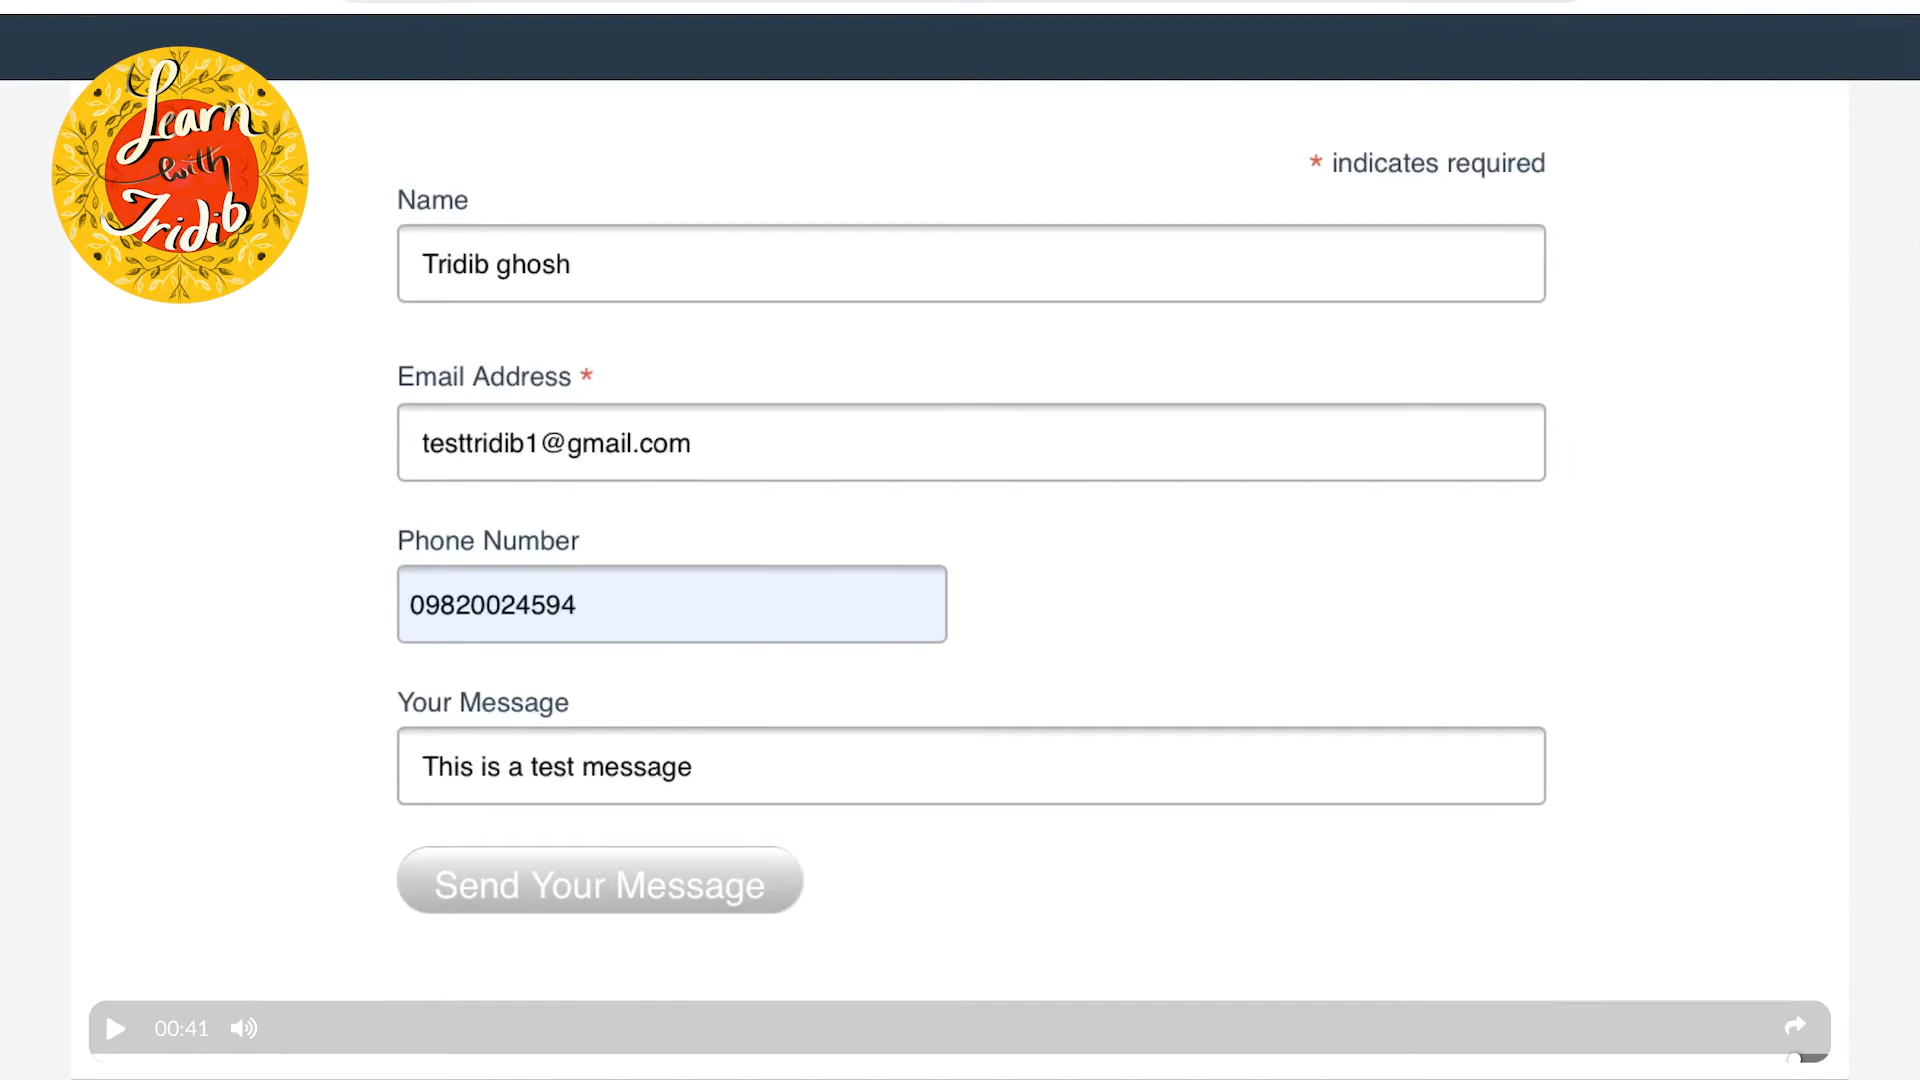 Learn
with
Tridib
* indicates required
Name
Tridib ghosh
Email Address *
testtridib1@gmail.com
Phone Number
09820024594
Your Message
This is a test message
Send Your Message
00:41